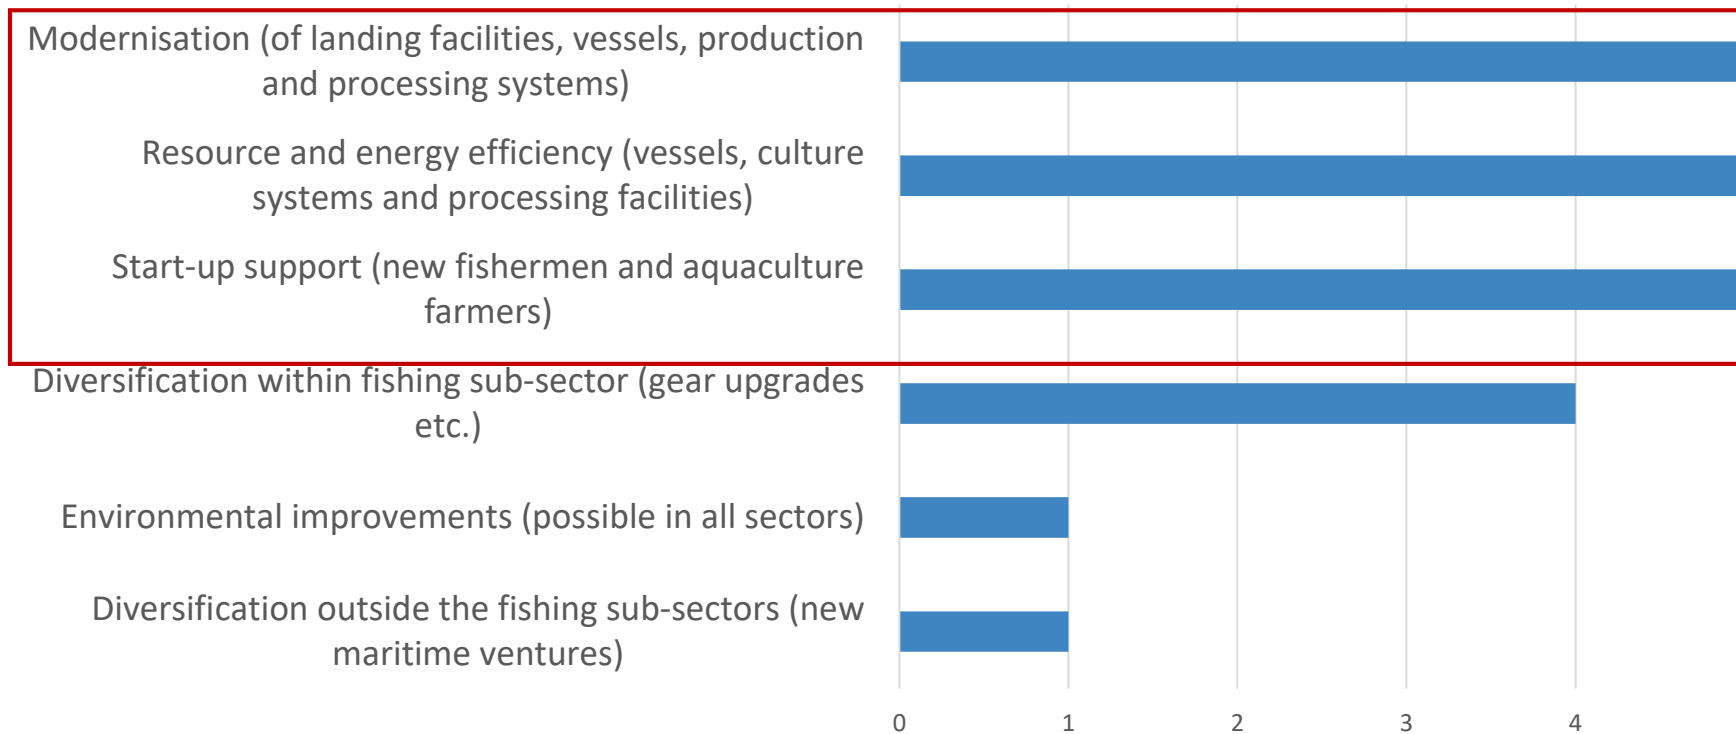 Modernisation (of landing facilities, vessels, production
and processing systems)
Resource and energy efficiency (vessels, culture
systems and processing facilities)
Start-up support (new fishermen and aquaculture
farmers)
Diversification within fishing sub-sector (gear upgrades
etc.)
Environmental improvements (possible in all sectors)
Diversification outside the fishing sub-sectors (new
maritime ventures)
0 1 2 3 4